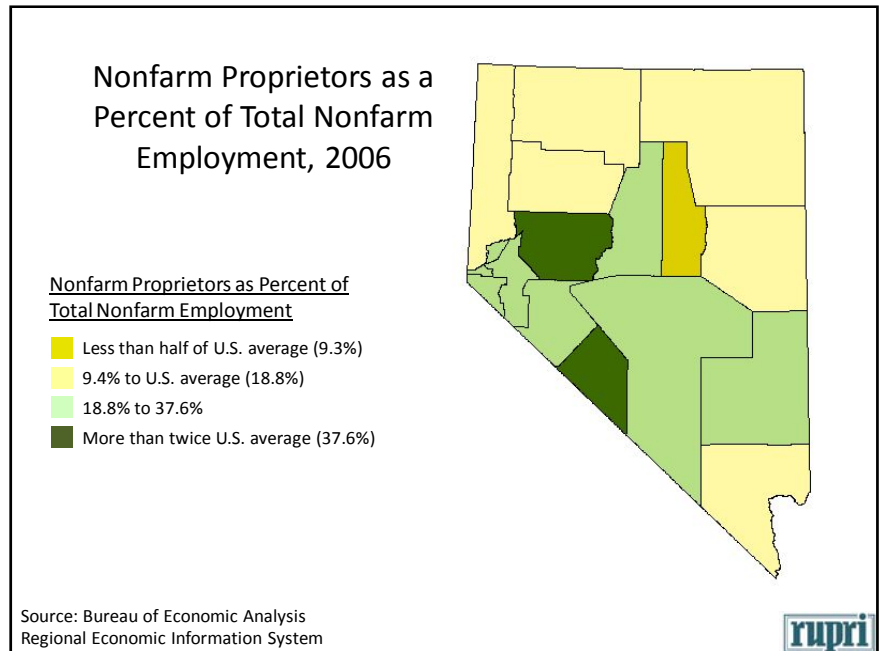 Nonfarm Proprietors as a
Percent of Total Nonfarm
Employment, 2006
Nonfarm Proprietors as Percent of
Total Nonfarm Employment
Less than half of U.S. average (9.3%)
9.4% to U.S. average (18.8%)
18.8% to 37.6%
More than twice U.S. average (37.6%)
Source: Bureau of Economic Analysis
Regional Economic Information System
rupri